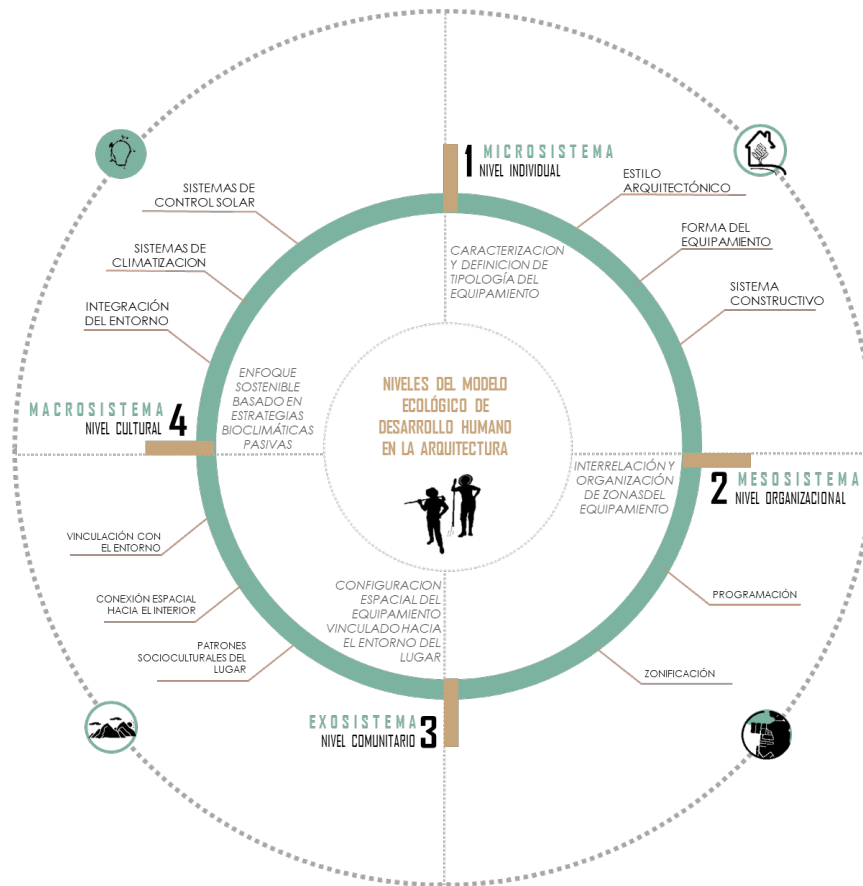 1 MICROSISTEMA
NIVEL INDIVIDUAL
ESTILO
ARQUITECTÓNICO
FORMA DEL
EQUIPAMIENTO
SISTEMA
CONSTRUCTIVO
CARACTERIZACION
Y DEFINICION DE
TIPOLOGÍA DEL
EQUIPAMIENTO
SISTEMAS DE
CONTROL SOLAR
SISTEMAS DE
CLIMATIZACION
INTEGRACIÓN
DEL ENTORNO
ENFOQUE
SOSTENIBLE
BASADO EN
ESTRATEGIAS
BIOCLIMÁTICAS
PASIVAS
MACROSISTEMA
NIVEL CULTURAL 4
NIVELES DEL MODELO
ECOLÓGICO DE
DESARROLLO HUMANO
EN LA ARQUITECTURA
INTERRELACIÓN Y
ORGANIZACIÓN
DE ZONASDEL
EQUIPAMIENTO
2 MESOSISTEMA
NIVEL ORGANIZACIONAL
PROGRAMACIÓN
ZONIFICACIÓN
VINCULACIÓN CON
EL ENTORNO
CONEXIÓN ESPACIAL
HACIA EL INTERIOR
PATRONES
SOCIOCULTURALES DEL
LUGAR
CONFIGURACION
ESPACIAL DEL
EQUIPAMIENTO
VINCULADO HACIA
EL ENTORNO DEL
LUGAR
EXOSISTEMA
NIVEL COMUNITARIO 3